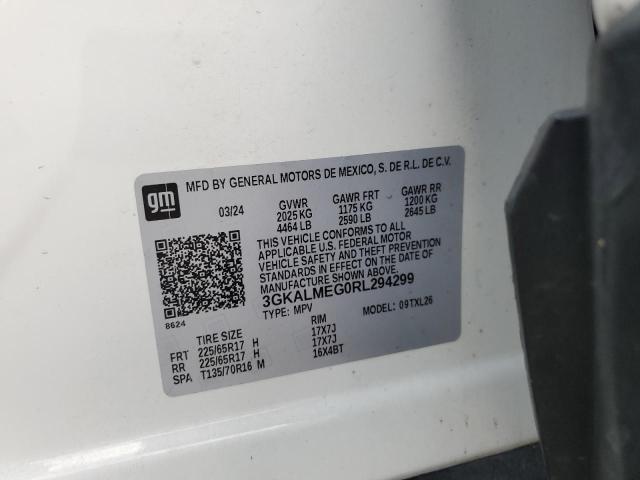 MFD BY GENERAL MOTORS DE MEXICO, S. DE R.L. DE C.V.
gm
03/24 GVWR GAWR FRT GAWR RR
2025 KG 1175 KG 1200 KG
4464 LB 2590 LB 2645 LB
THIS VEHICLE CONFORMS TO ALL
APPLICABLE U.S. FEDERAL MOTOR
VEHICLE SAFETY AND THEFT PREVENTION
STANDARDS IN EFFECT ON THE DATE OF
MANUFACTURE SHOWN ABOVE.
3GKALMEG0RL294299
TYPE: MPV MODEL: 09TXL26
8624
TIRE SIZE RIM
FRT 225/65R17 H 17X7J
RR 225/65R17 H 17X7J
SPA T135/70R16 M 16X4BT